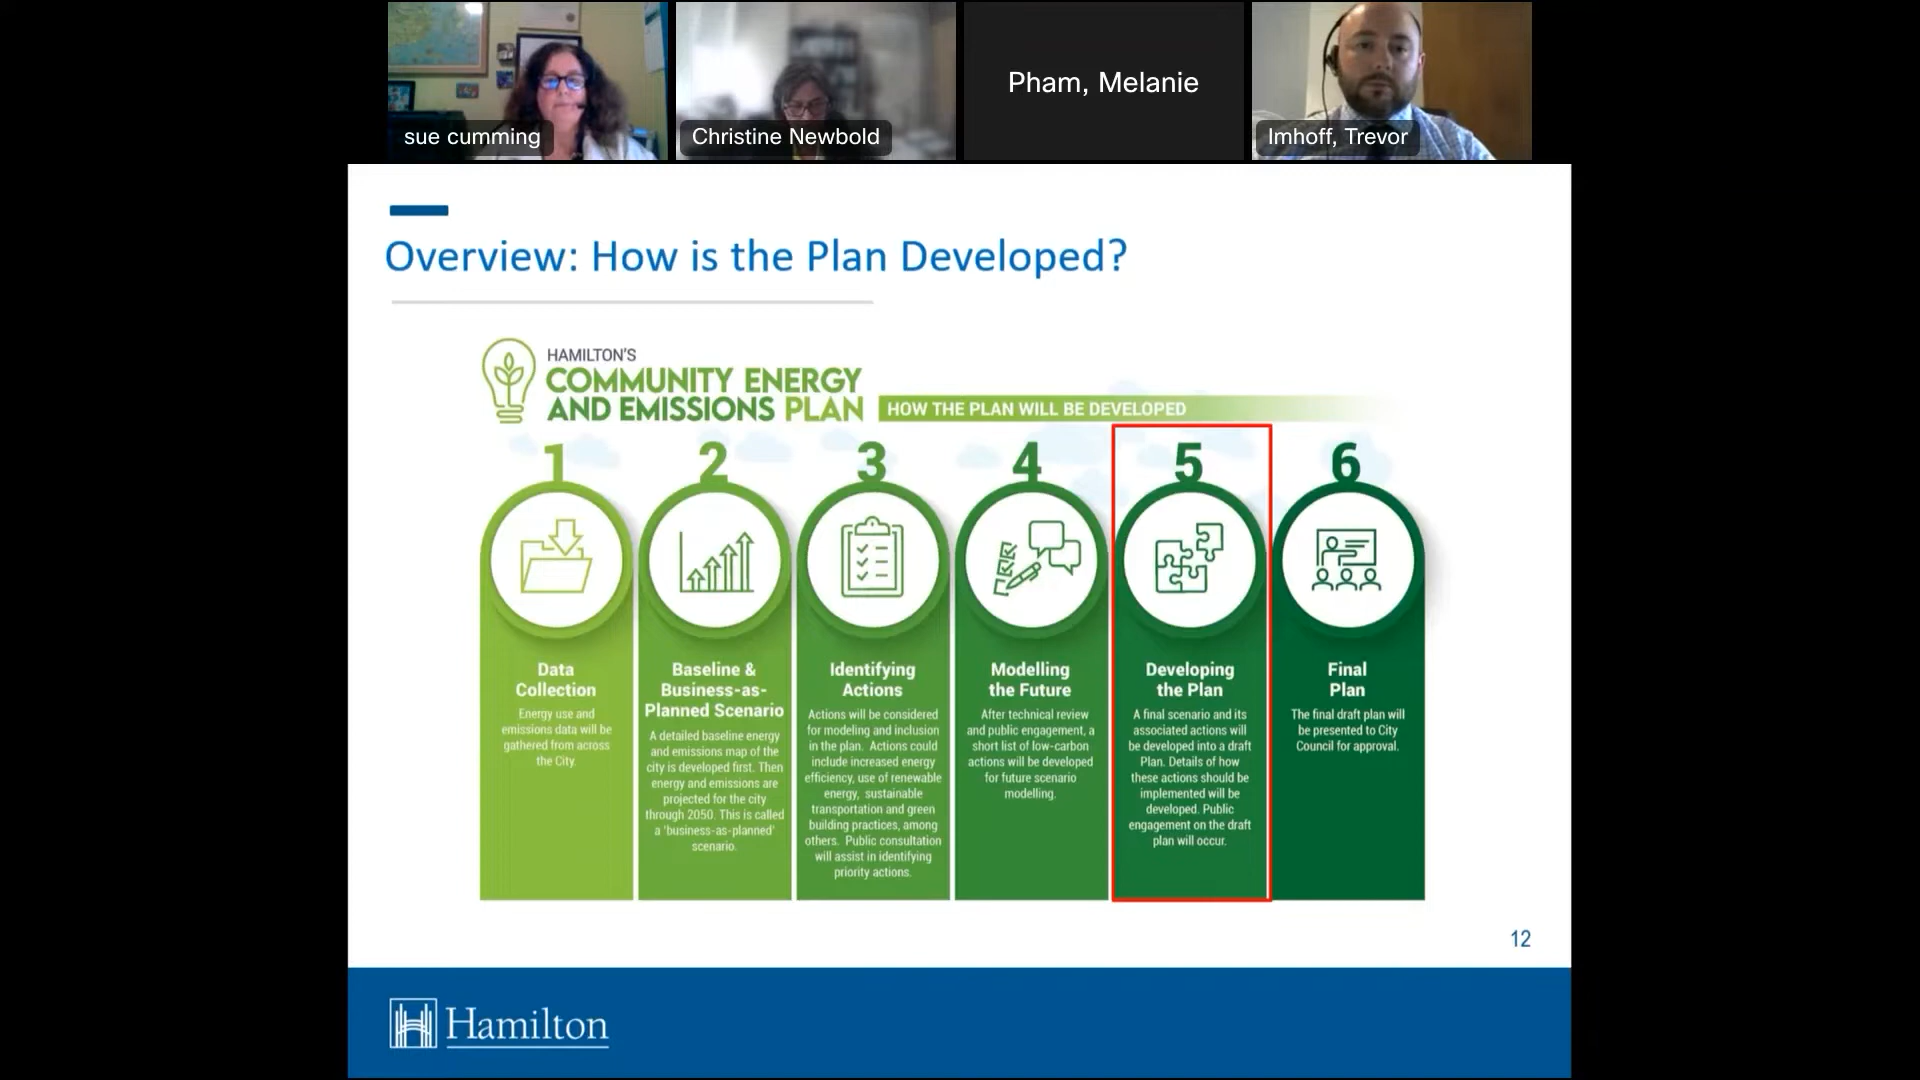 sue cumming
Christine Newbold
Pham, Melanie
Imhoff, Trevor
Overview: How is the Plan Developed?
HAMILTON'S
COMMUNITY ENERGY
AND EMISSIONS PLAN
HOW THE PLAN WILL BE DEVELOPED
1
Data
Collection
Energy use and
emissions data will be
gathered from across
the City.
2
Baseline &
Business-as-
Planned Scenario
A detailed baseline energy
and emissions map of the
city is developed first. Then
energy and emissions are
projected for the city
through 2050. This is called
a 'business-as-planned'
scenario.
3
Identifying
Actions
Actions will be considered
for modeling and inclusion
in the plan. Actions could
include increased energy
efficiency, use of renewable
energy, sustainable
transportation and green
building practices, among
others. Public consultation
will assist in identifying
priority actions.
4
Modelling
the Future
After technical review
and public engagement, a
short list of low-carbon
actions will be developed
for future scenario
modelling.
5
Developing
the Plan
A final scenario and its
associated actions will
be developed into a draft
Plan. Details of how
these actions should be
implemented will be
developed. Public
engagement on the draft
plan will occur.
6
Final
Plan
The final draft plan will
be presented to City
Council for approval.
12
Hamilton